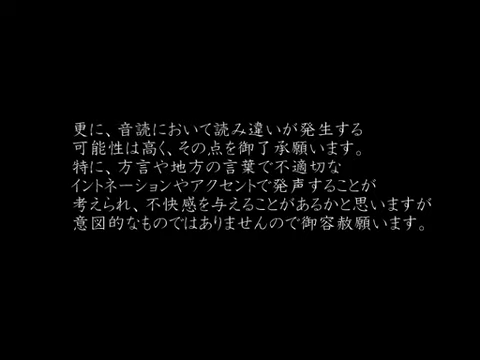 更に、音読において読み違いが発生する
可能性は高く、その点を御了承願います。
特に、方言や地方の言葉で不適切な
イントネーションやアクセントで発声することが
考えられ、不快感を与えることがあるかと思いますが
意図的なものではありませんので御容赦願います。